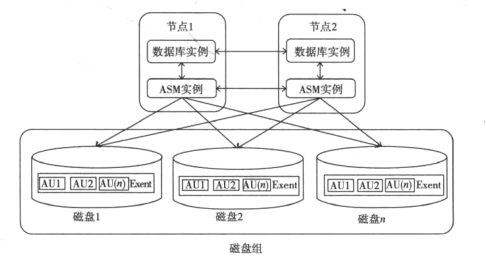 节点1
节点2
数据库实例
数据库实例
ASM实例
ASM实例
AU1 AU2 AU(n) Exent
AU1 AU2 AU(n) Exent
AU1 AU2 AU(n) Exent
磁盘1
磁盘2
磁盘n
磁盘组